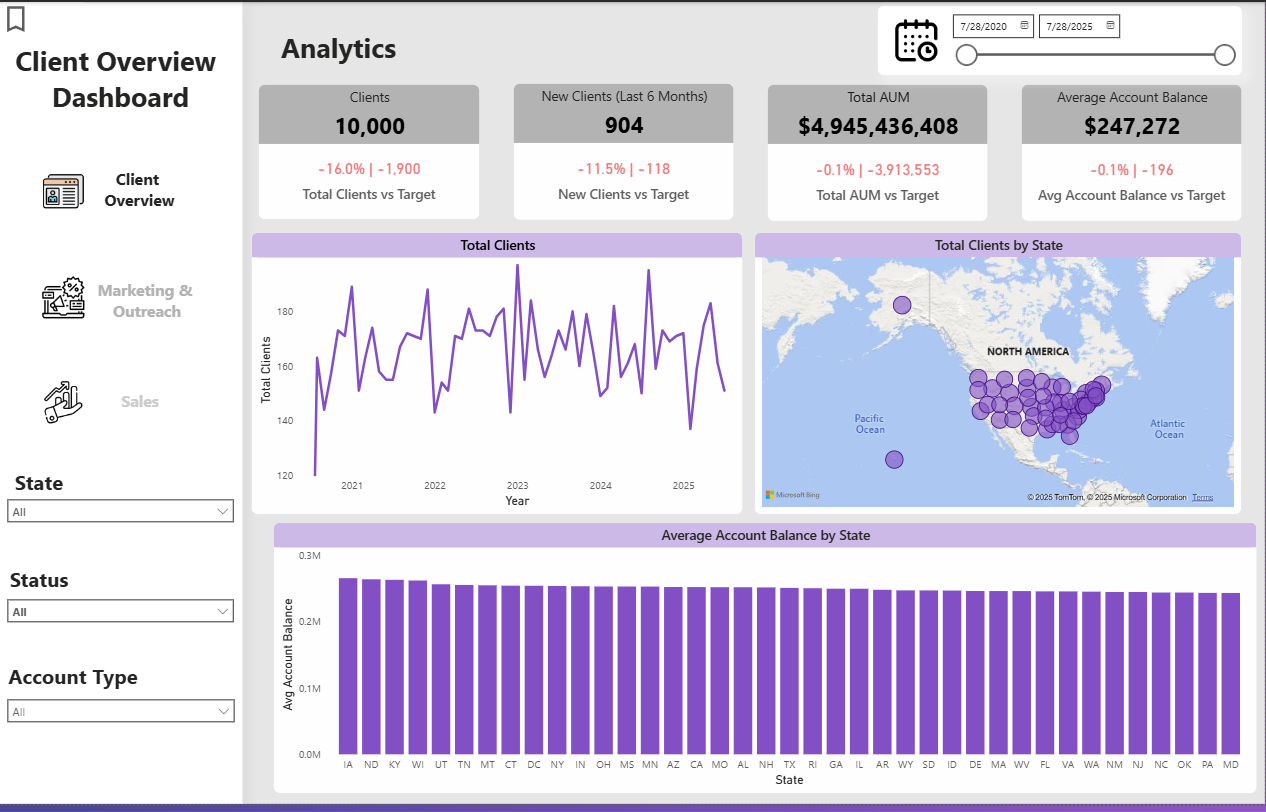 Client Overview
Dashboard
Client
Overview
Marketing &
Outreach
Sales
State
All
Status
All
Account Type
All
Analytics
7/28/2020
7/28/2025
Clients
10,000
-16.0% | -1,900
Total Clients vs Target
New Clients (Last 6 Months)
904
-11.5% | -118
New Clients vs Target
Total AUM
$4,945,436,408
-0.1% | -3,913,553
Total AUM vs Target
Average Account Balance
$247,272
-0.1% | -196
Avg Account Balance vs Target
Total Clients
Total Clients
180
160
140
120
2021 2022 2023 2024 2025
Year
Total Clients by State
NORTH AMERICA
Pacific
Ocean
Atlantic
Ocean
Microsoft Bing
© 2025 TomTom, © 2025 Microsoft Corporation Terms
Average Account Balance by State
Avg Account Balance
0.3M
0.2M
0.1M
0.0M
IA ND KY WI UT TN MT CT DC NY IN OH MS MN AZ CA MO AL NH TX RI GA IL AR WY SD ID DE MA WV FL VA WA NM NJ NC OK PA MD
State